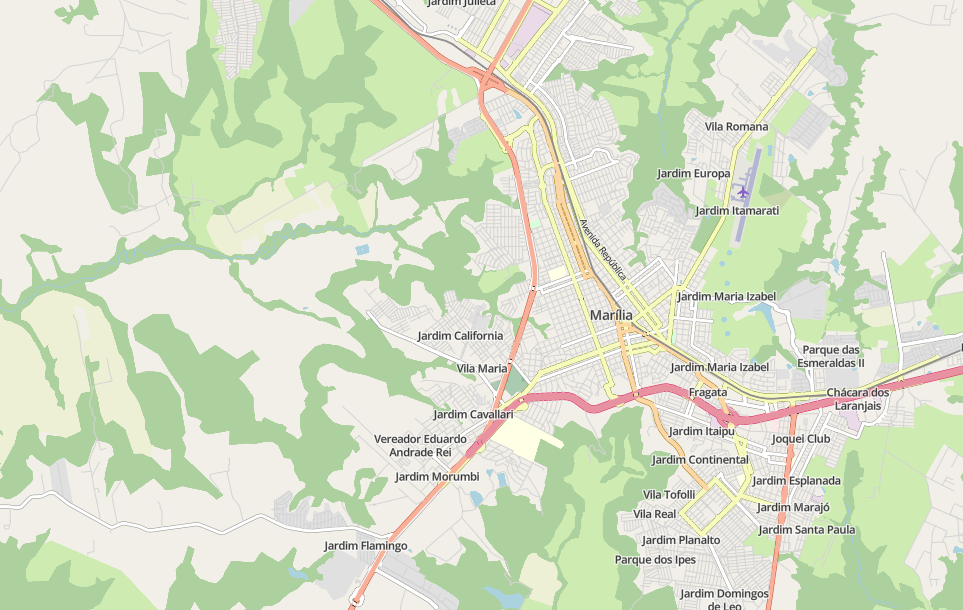 Jardim Julieta
Vila Romana
Jardim Europa
Jardim Itamarati
Avenida República
Jardim Maria Izabel
Marília
Jardim California
Parque das
Esmeraldas II
Vila Maria
Jardim Maria Izabel
Fragata
Chácara dos
Laranjais
Jardim Cavallari
Jardim Itaipu
Vereador Eduardo
Andrade Rei
Joquei Club
Jardim Continental
Jardim Morumbi
Jardim Esplanada
Vila Tofolli
Jardim Marajó
Vila Real
Jardim Santa Paula
Jardim Planalto
Jardim Flamingo
Parque dos Ipes
Jardim Domingos
de Leo